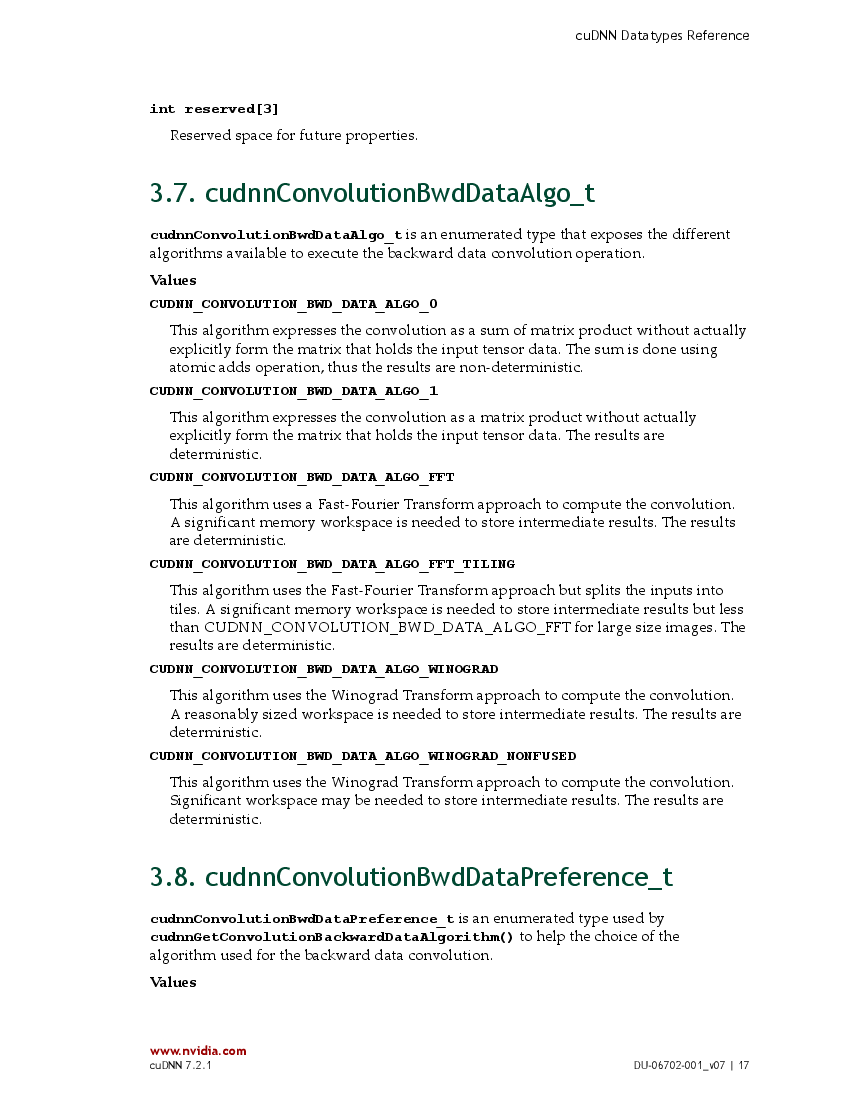 cuDNN Datatypes Reference
int reserved[3]
Reserved space for future properties.
3.7. cudnnConvolutionBwdDataAlgo_t
cudnnConvolutionBwdDataAlgo_t is an enumerated type that exposes the different
algorithms available to execute the backward data convolution operation.
Values
CUDNN_CONVOLUTION_BWD_DATA_ALGO_0
This algorithm expresses the convolution as a sum of matrix product without actually
explicitly form the matrix that holds the input tensor data. The sum is done using
atomic adds operation, thus the results are non-deterministic.
CUDNN_CONVOLUTION_BWD_DATA_ALGO_1
This algorithm expresses the convolution as a matrix product without actually
explicitly form the matrix that holds the input tensor data. The results are
deterministic.
CUDNN_CONVOLUTION_BWD_DATA_ALGO_FFT
This algorithm uses a Fast-Fourier Transform approach to compute the convolution.
A significant memory workspace is needed to store intermediate results. The results
are deterministic.
CUDNN_CONVOLUTION_BWD_DATA_ALGO_FFT_TILING
This algorithm uses the Fast-Fourier Transform approach but splits the inputs into
tiles. A significant memory workspace is needed to store intermediate results but less
than CUDNN_CONVOLUTION_BWD_DATA_ALGO_FFT for large size images. The
results are deterministic.
CUDNN_CONVOLUTION_BWD_DATA_ALGO_WINOGRAD
This algorithm uses the Winograd Transform approach to compute the convolution.
A reasonably sized workspace is needed to store intermediate results. The results are
deterministic.
CUDNN_CONVOLUTION_BWD_DATA_ALGO_WINOGRAD_NONFUSED
This algorithm uses the Winograd Transform approach to compute the convolution.
Significant workspace may be needed to store intermediate results. The results are
deterministic.
3.8. cudnnConvolutionBwdDataPreference_t
cudnnConvolutionBwdDataPreference_t is an enumerated type used by
cudnnGetConvolutionBackwardDataAlgorithm() to help the choice of the
algorithm used for the backward data convolution.
Values
www.nvidia.com
cuDNN 7.2.1
DU-06702-001_v07 | 17